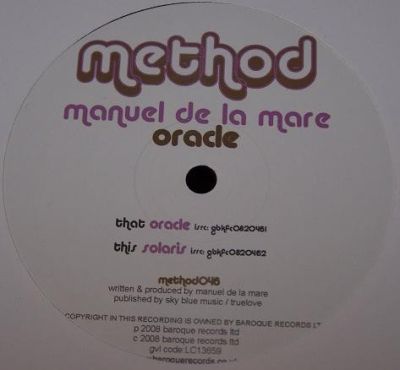 method
manuel de la mare
oracle
that oracle isrc: gbkfc0820461
this solaris isrc: gbkfc0820462
method046
written & produced by manuel de la mare
published by sky blue music / truelove
COPYRIGHT IN THIS RECORDING IS OWNED BY BAROQUE RECORDS LT
p 2008 baroque records ltd
c 2008 baroque records ltd
gvl code:LC13659